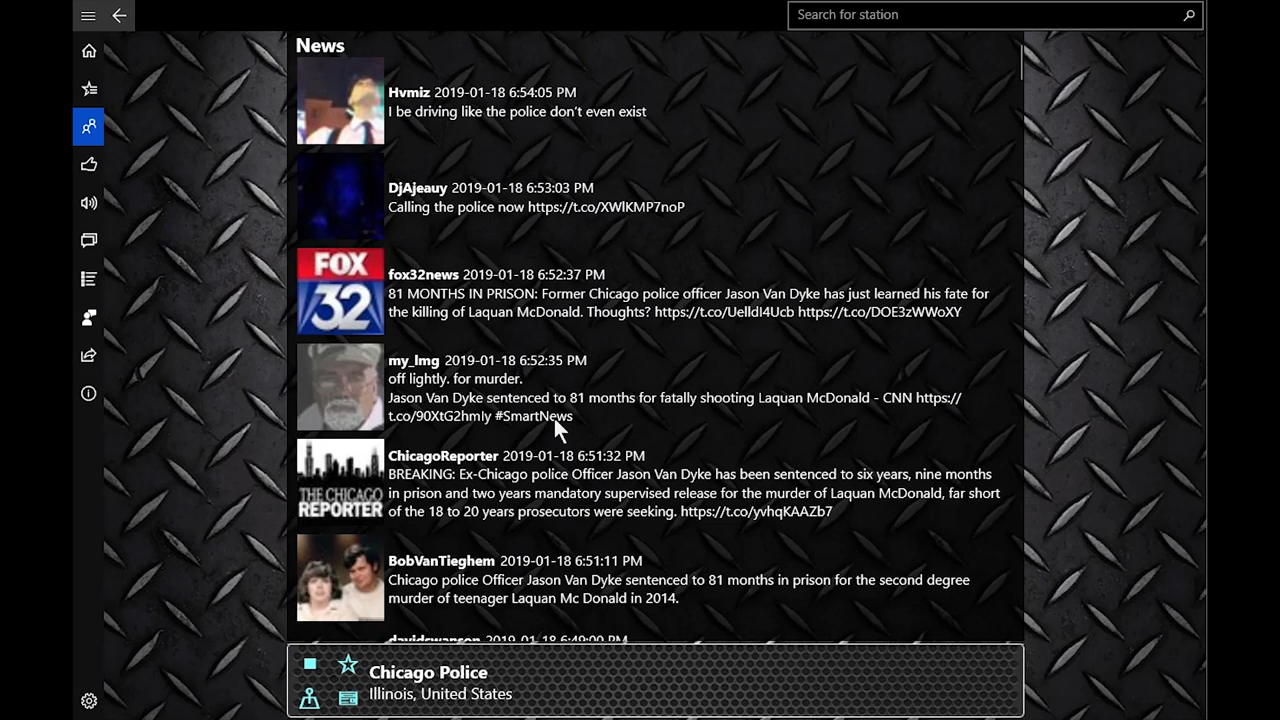 Search for station
News
Hvmiz 2019-01-18 6:54:05 PM
I be driving like the police don’t even exist
DjAjeauy 2019-01-18 6:53:03 PM
Calling the police now https://t.co/XWlKMP7noP
FOX
32
fox32news 2019-01-18 6:52:37 PM
81 MONTHS IN PRISON: Former Chicago police officer Jason Van Dyke has just learned his fate for
the killing of Laquan McDonald. Thoughts? https://t.co/UelldI4Ucb https://t.co/DOE3zWWoXY
my_lmg 2019-01-18 6:52:35 PM
off lightly. for murder.
Jason Van Dyke sentenced to 81 months for fatally shooting Laquan McDonald - CNN https://
t.co/90XtG2hmIy #SmartNews
THE CHICAGO
REPORTER
ChicagoReporter 2019-01-18 6:51:32 PM
BREAKING: Ex-Chicago police Officer Jason Van Dyke has been sentenced to six years, nine months
in prison and two years mandatory supervised release for the murder of Laquan McDonald, far short
of the 18 to 20 years prosecutors were seeking. https://t.co/yvhqKAAZb7
BobVanTieghem 2019-01-18 6:51:11 PM
Chicago police Officer Jason Van Dyke sentenced to 81 months in prison for the second degree
murder of teenager Laquan Mc Donald in 2014.
davidswanson 2019-01-18 6:49:00 PM
Chicago Police
Illinois, United States